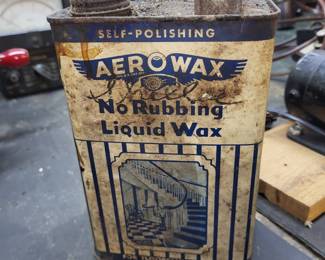 SELF-POLISHING
AEROWAX
No Rubbing
Liquid Wax